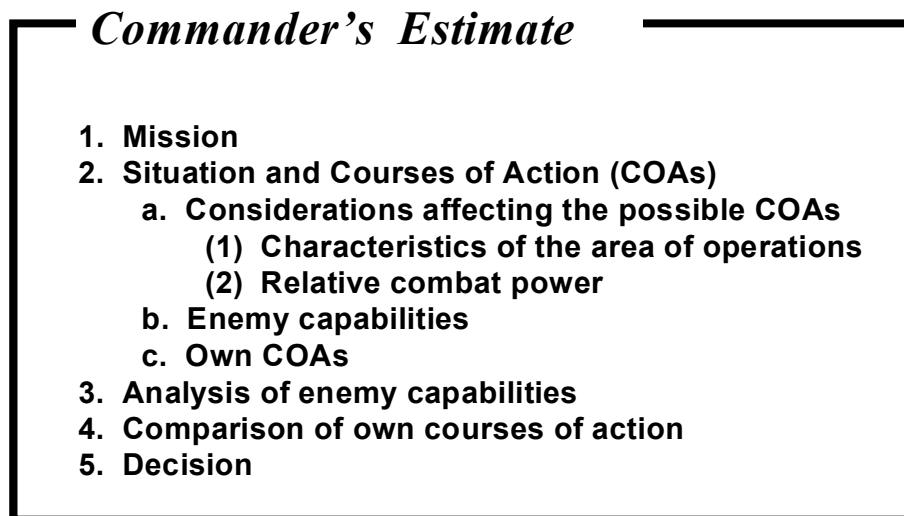 Commander's Estimate
1. Mission
2. Situation and Courses of Action (COAs)
a. Considerations affecting the possible COAs
(1) Characteristics of the area of operations
(2) Relative combat power
b. Enemy capabilities
c. Own COAs
3. Analysis of enemy capabilities
4. Comparison of own courses of action
5. Decision